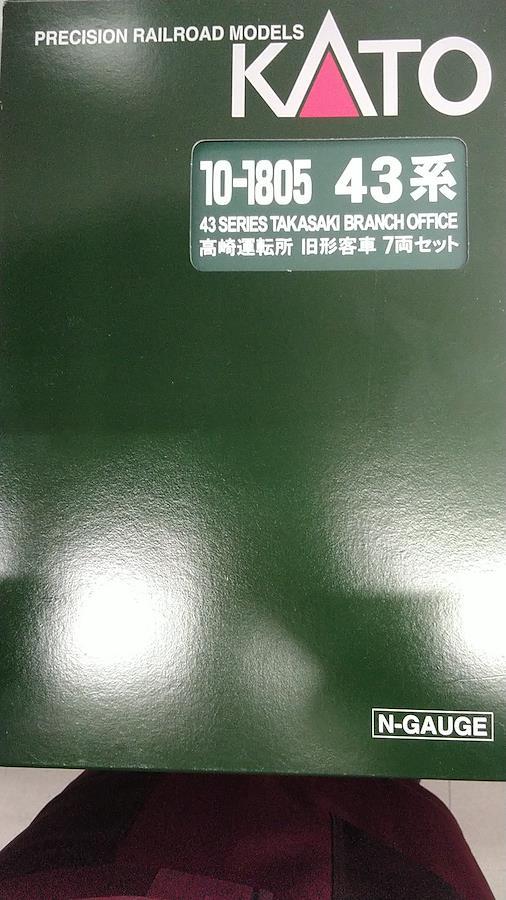 PRECISION RAILROAD MODELS
KATO
10-1805 43系
43 SERIES TAKASAKI BRANCH OFFICE
高崎運転所 旧形客車 7両セット
N-GAUGE